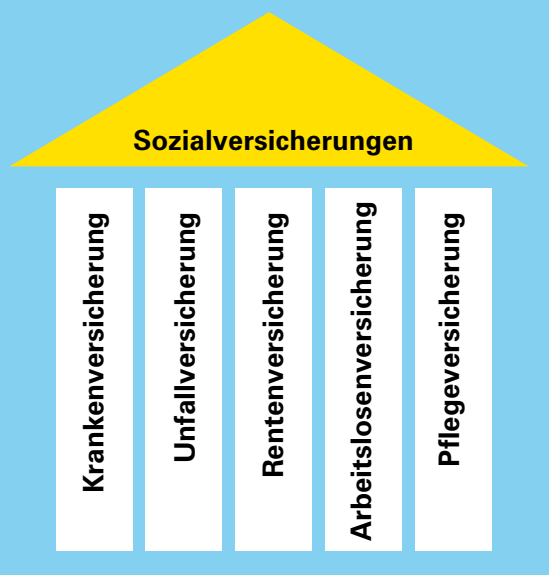 Sozialversicherungen
Krankenversicherung
Unfallversicherung
Rentenversicherung
Arbeitslosenversicherung
Pflegeversicherung